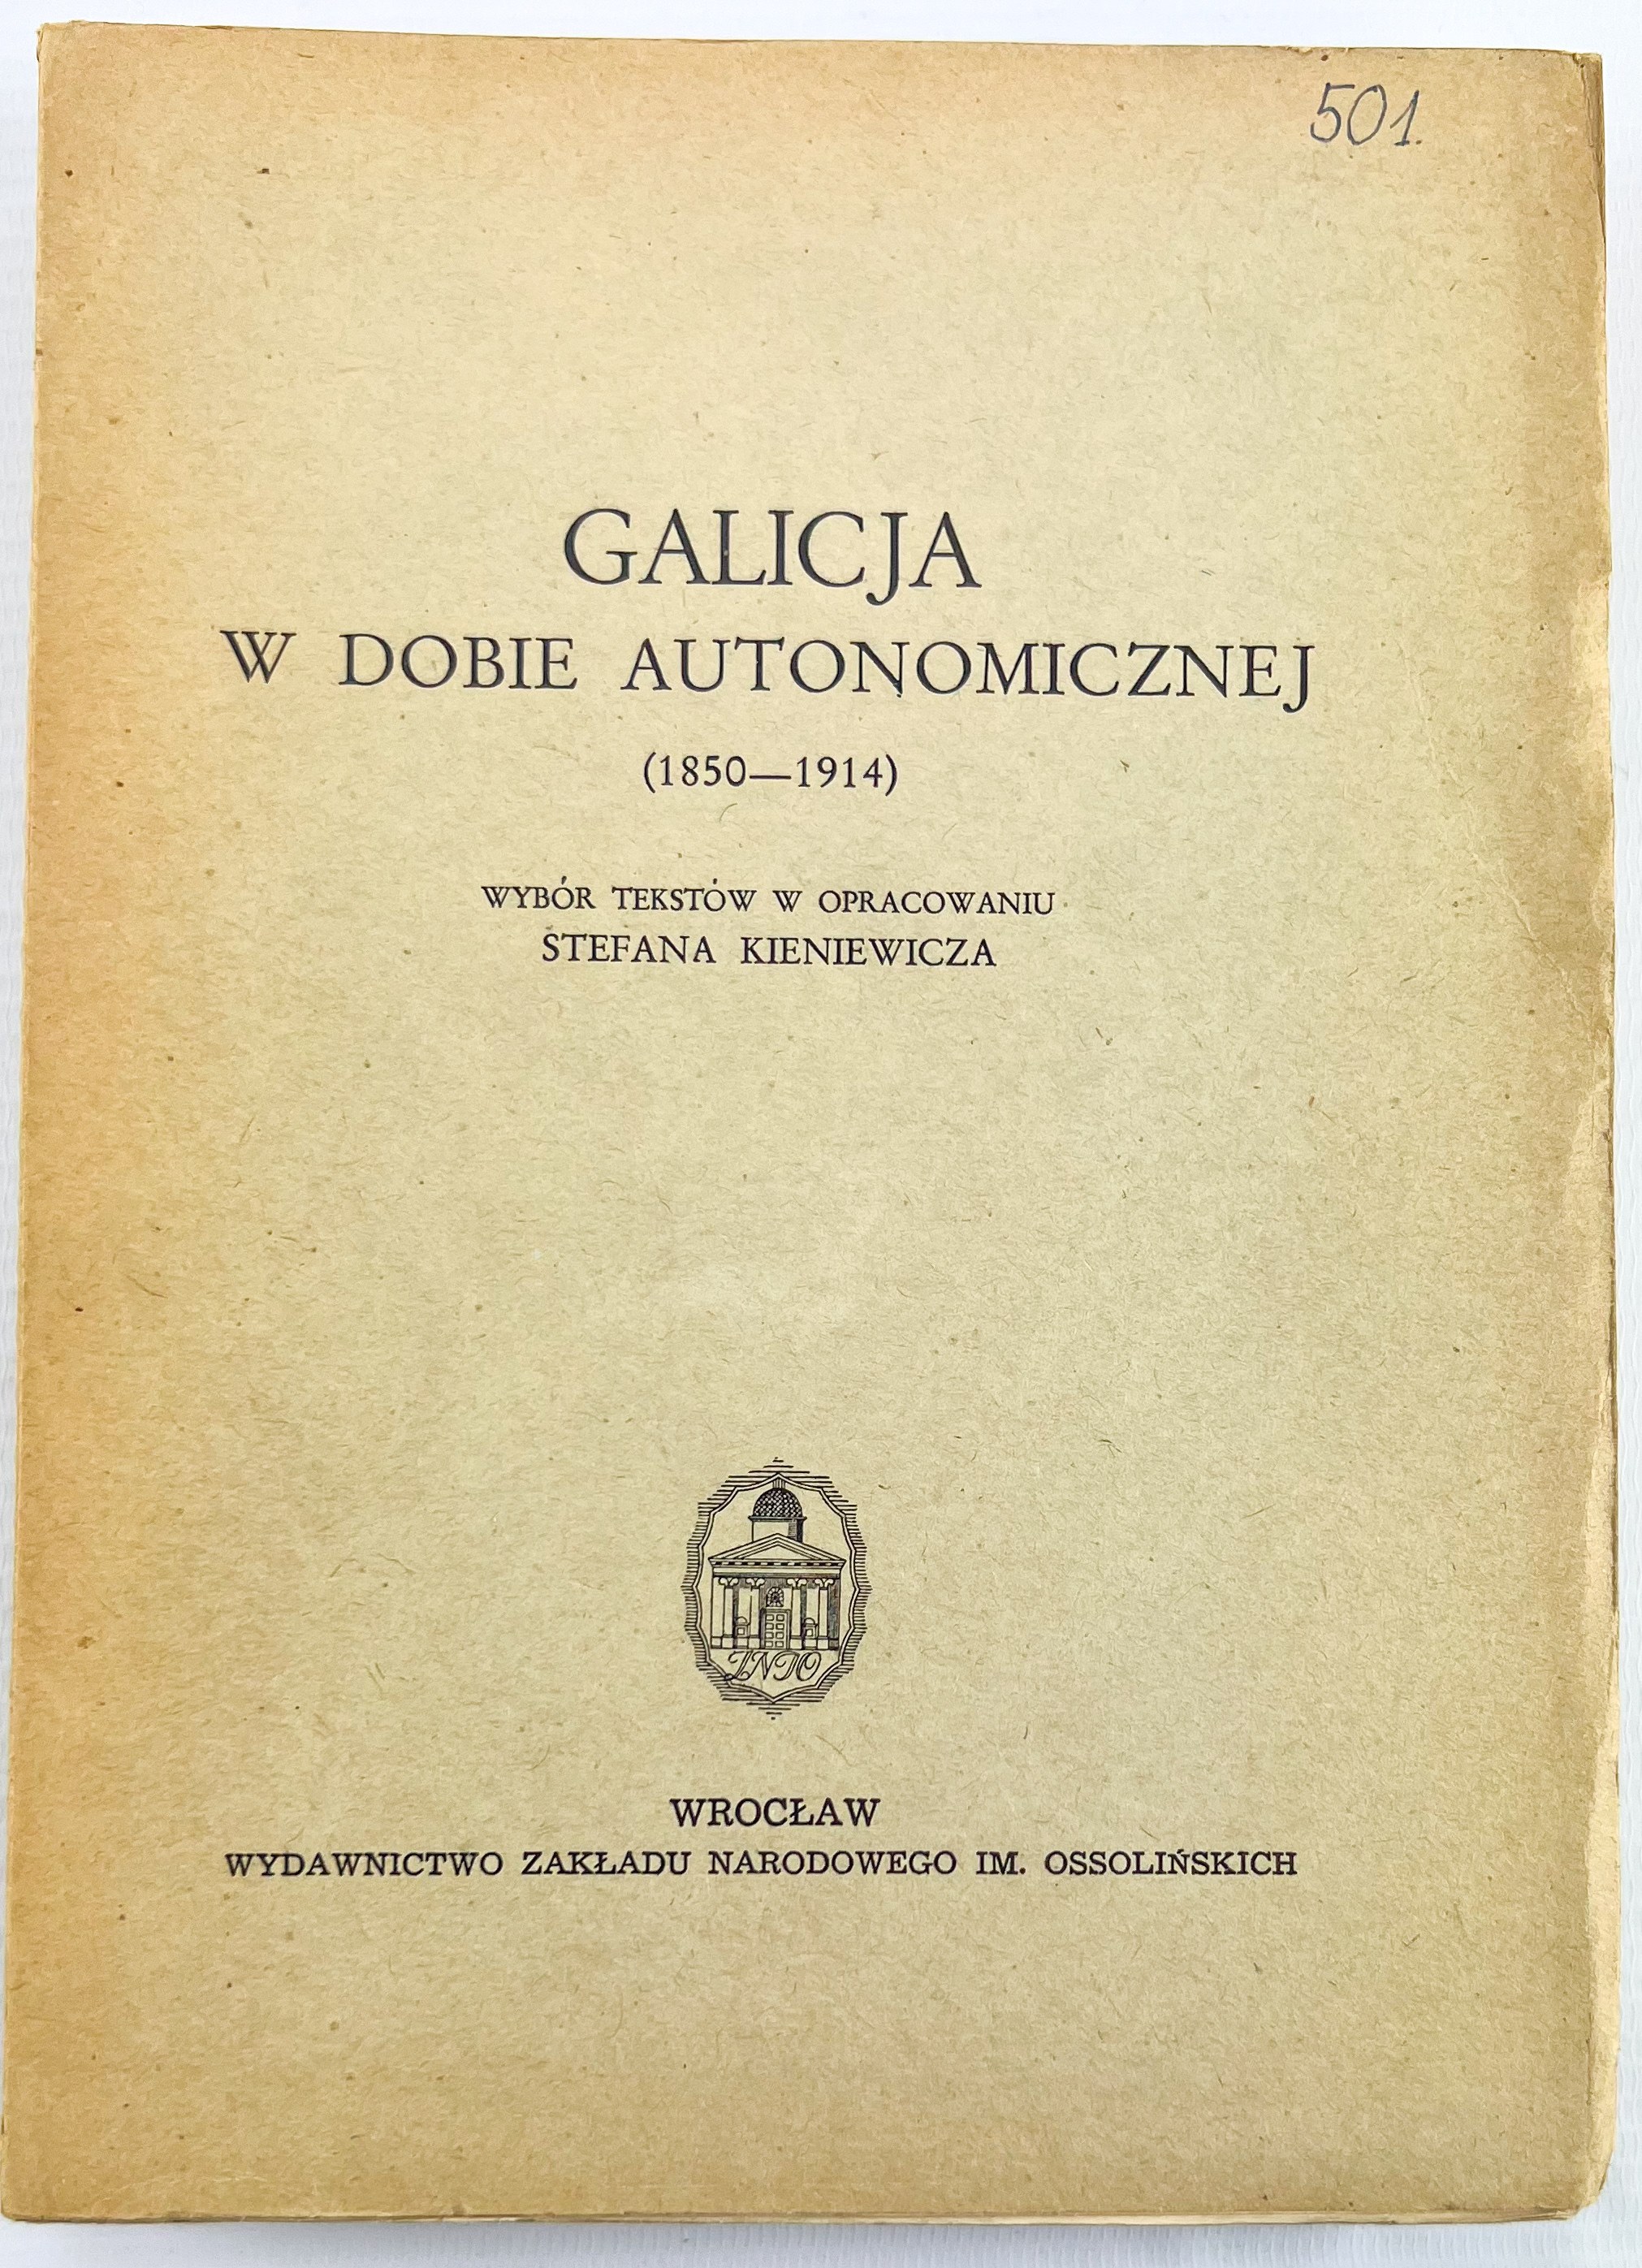 501.
GALICJA
W DOBIE AUTONOMICZNEJ
(1850—1914)
WYBÓR TEKSTÓW W OPRACOWANIU
STEFANA KIENIEWICZA
ZNIO
WROCŁAW
WYDAWNICTWO ZAKŁADU NARODOWEGO IM. OSSOLIŃSKICH